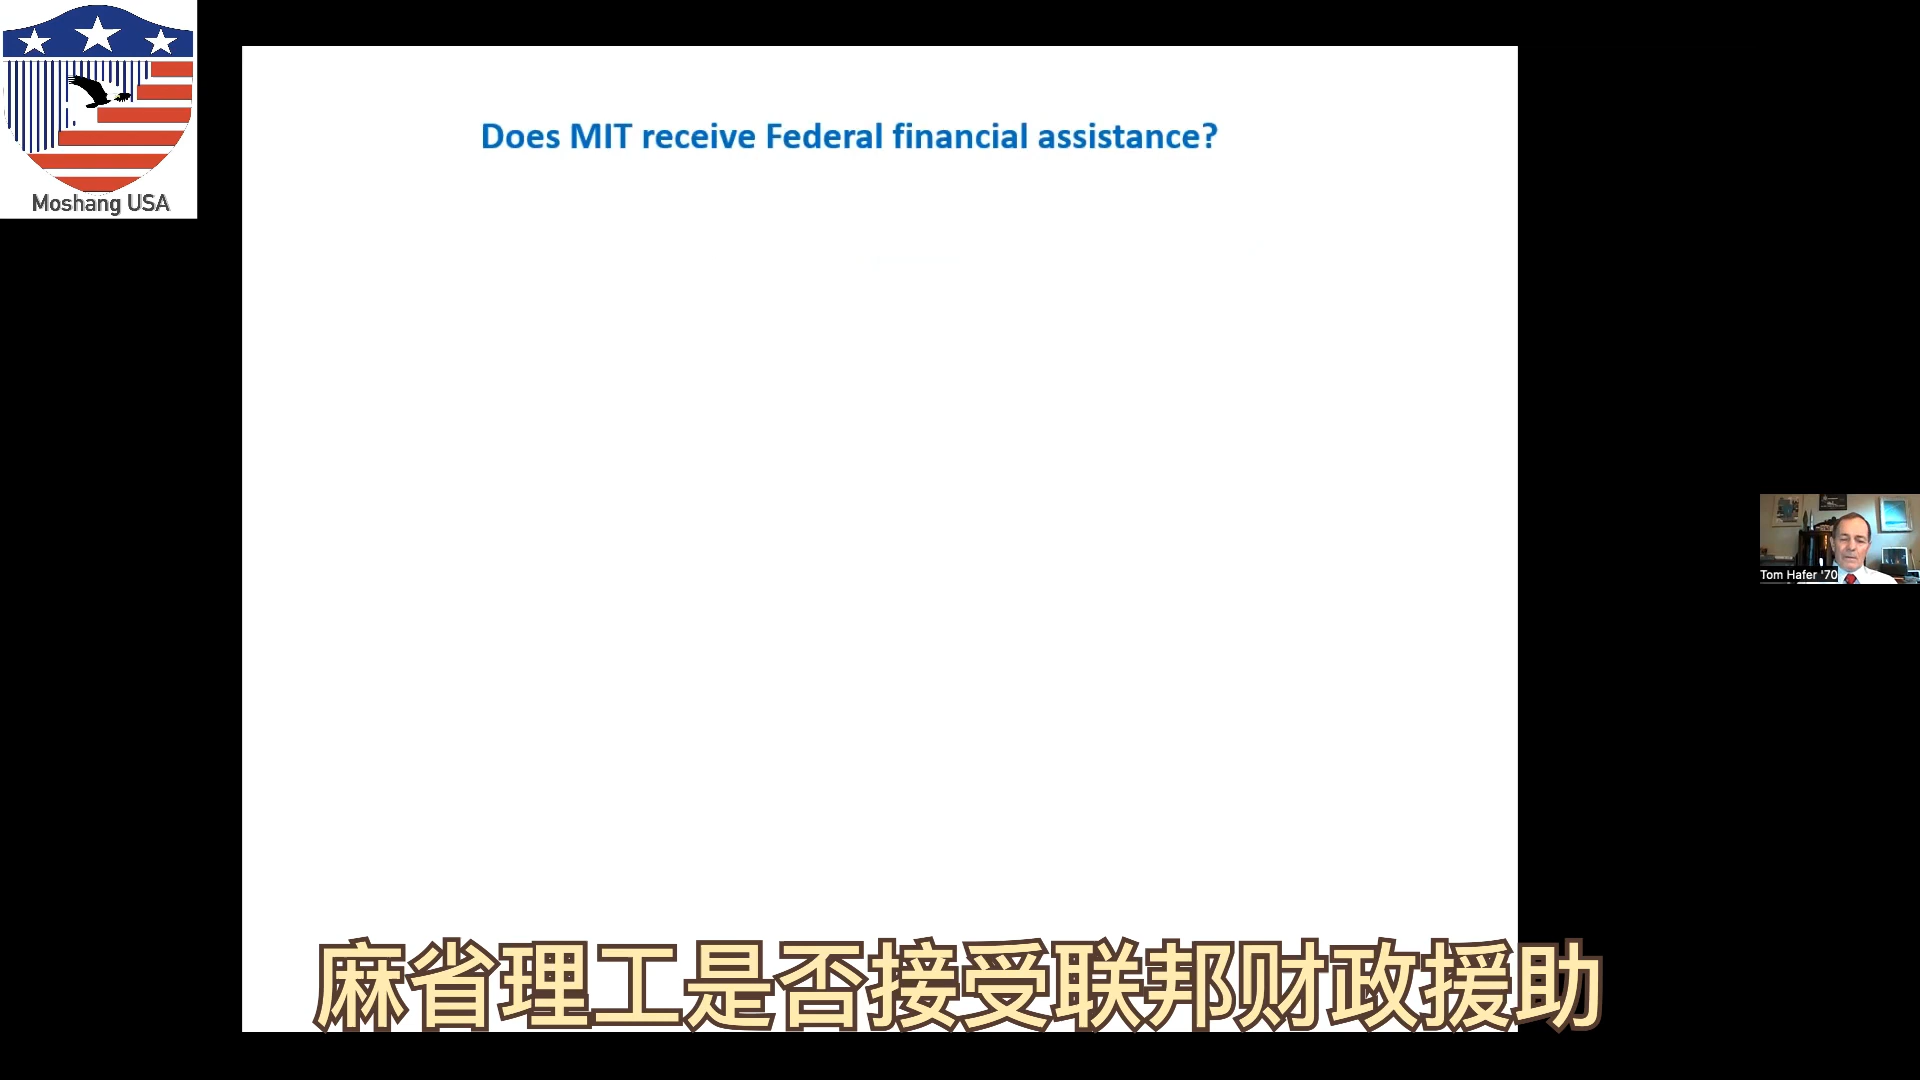 Moshang USA
Does MIT receive Federal financial assistance?
Tom Hafer '70
麻省理工是否接受联邦财政援助